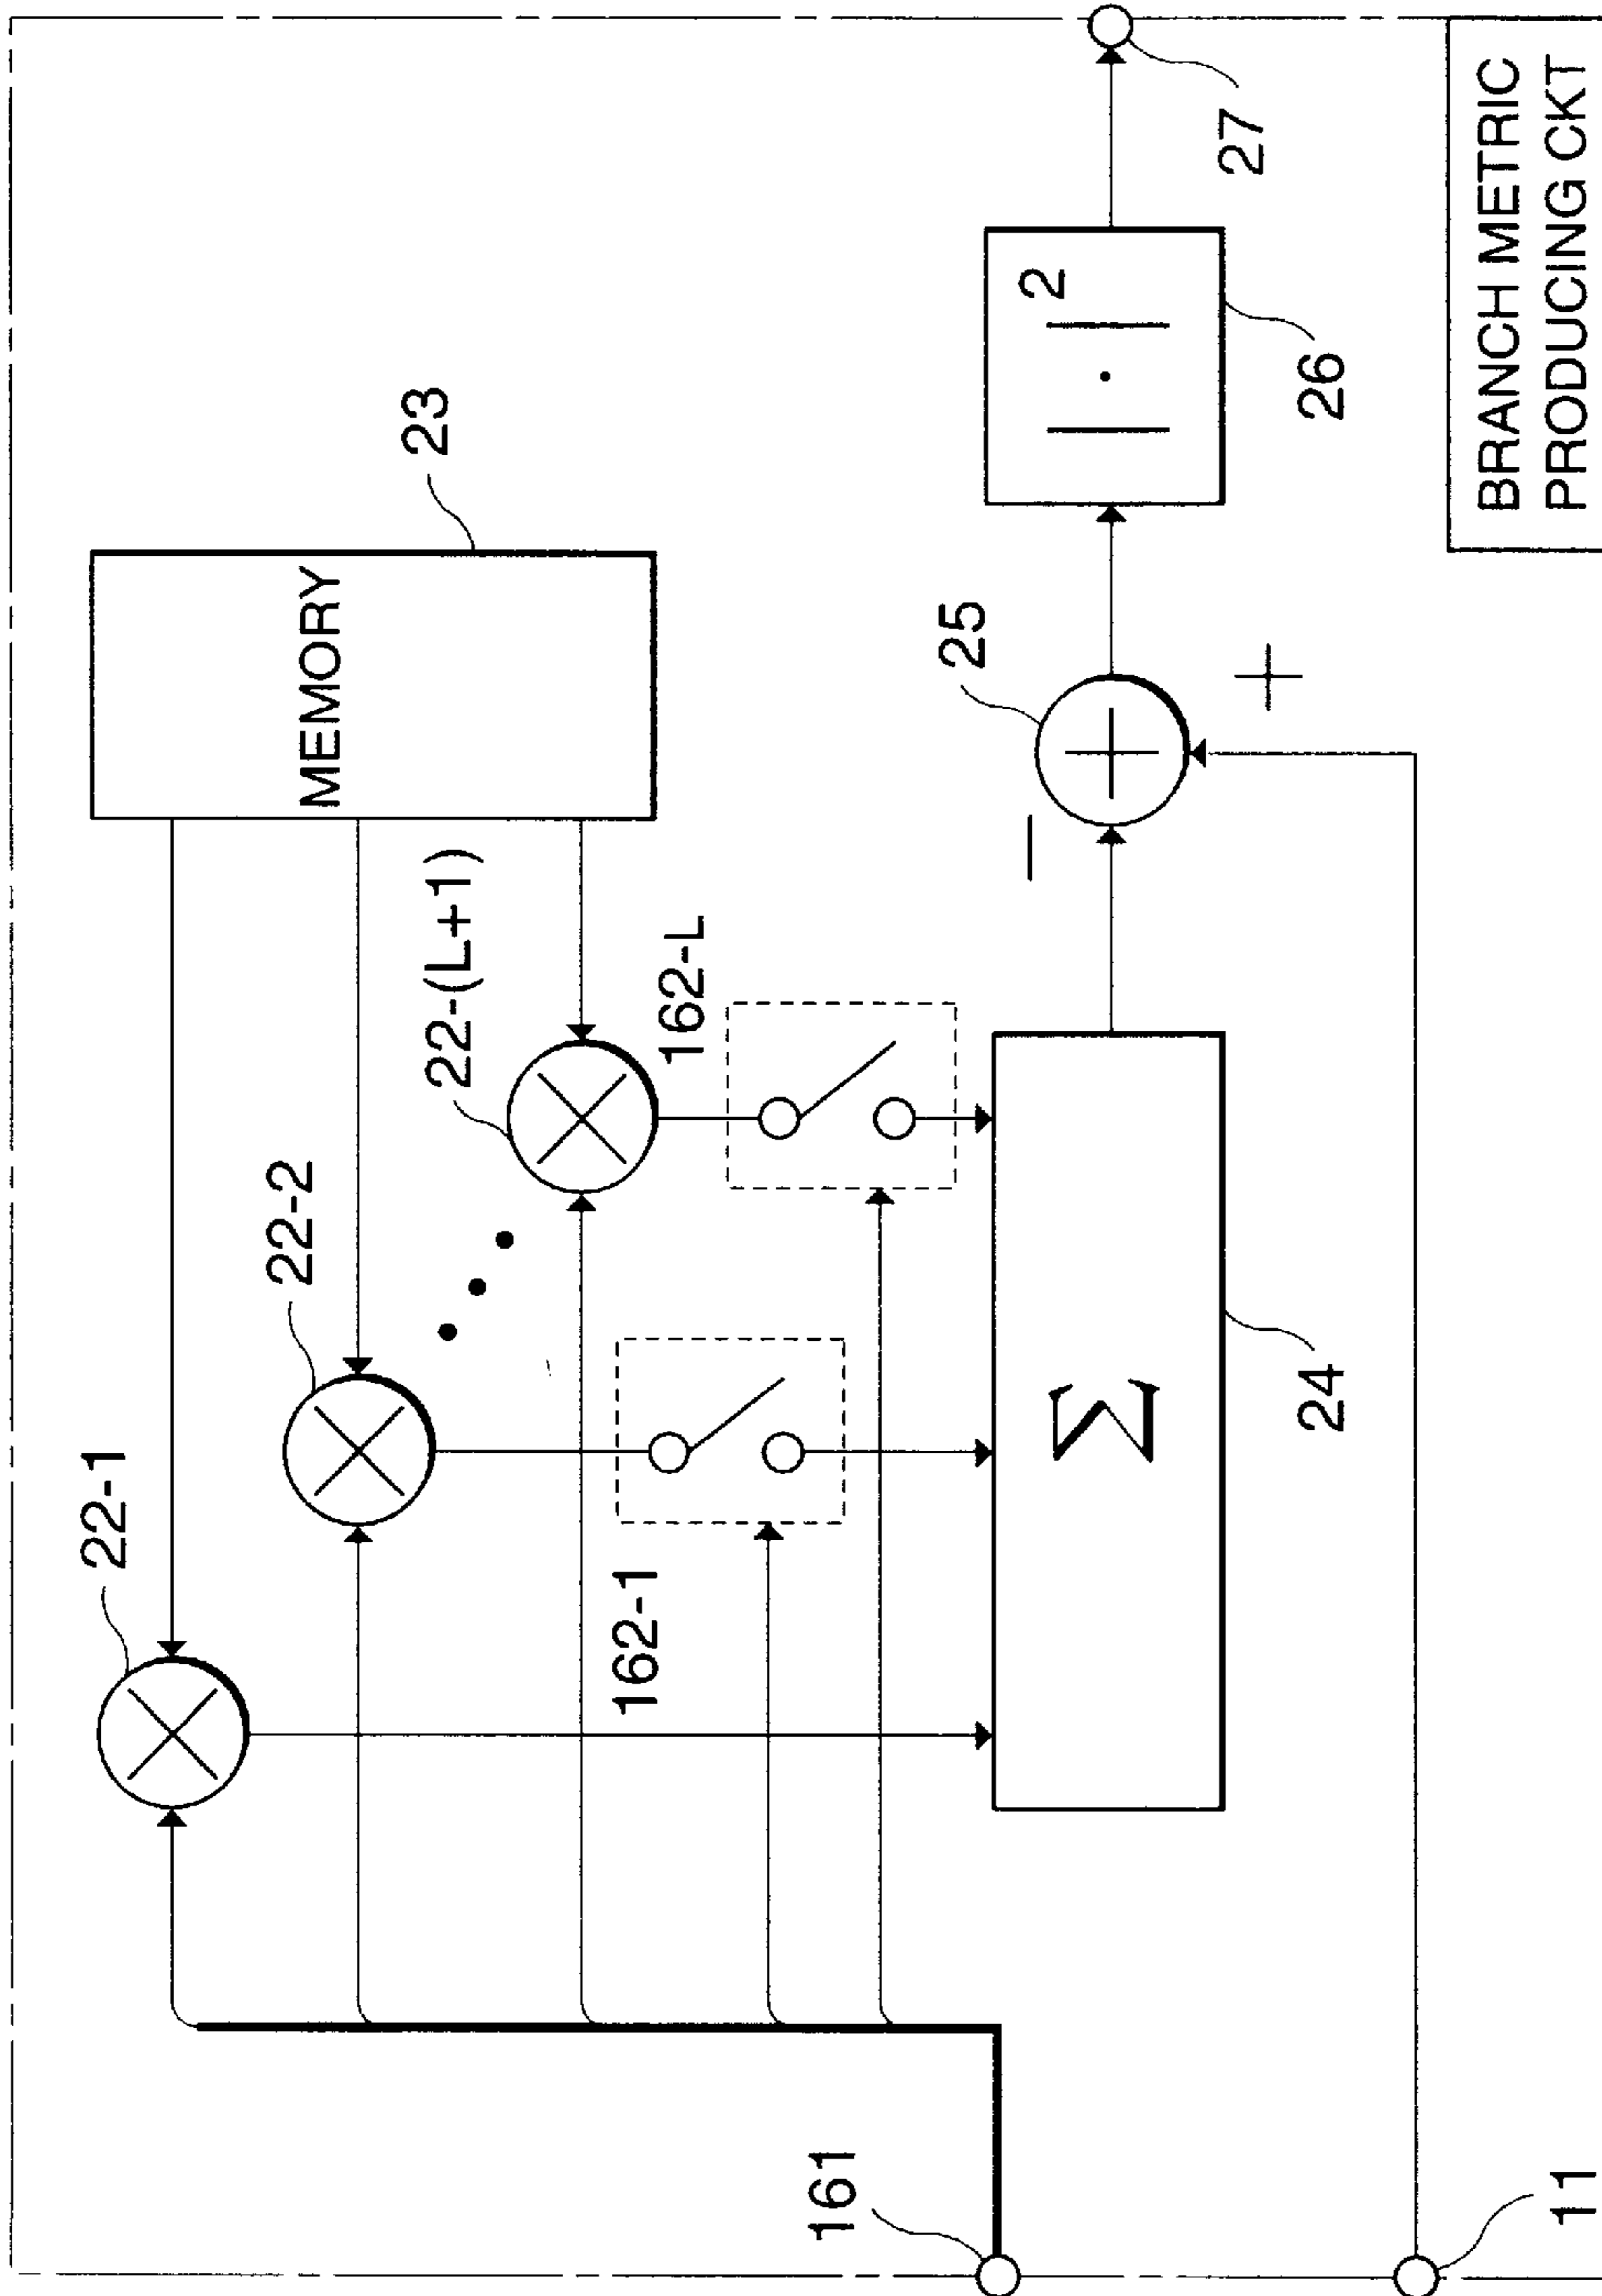 22-1
22-2
22-(L+1)
MEMORY
23
162-1
162-L
161
Σ
24
−
25
+
+
| · |2
26
27
11
BRANCH METRIC
PRODUCING CKT